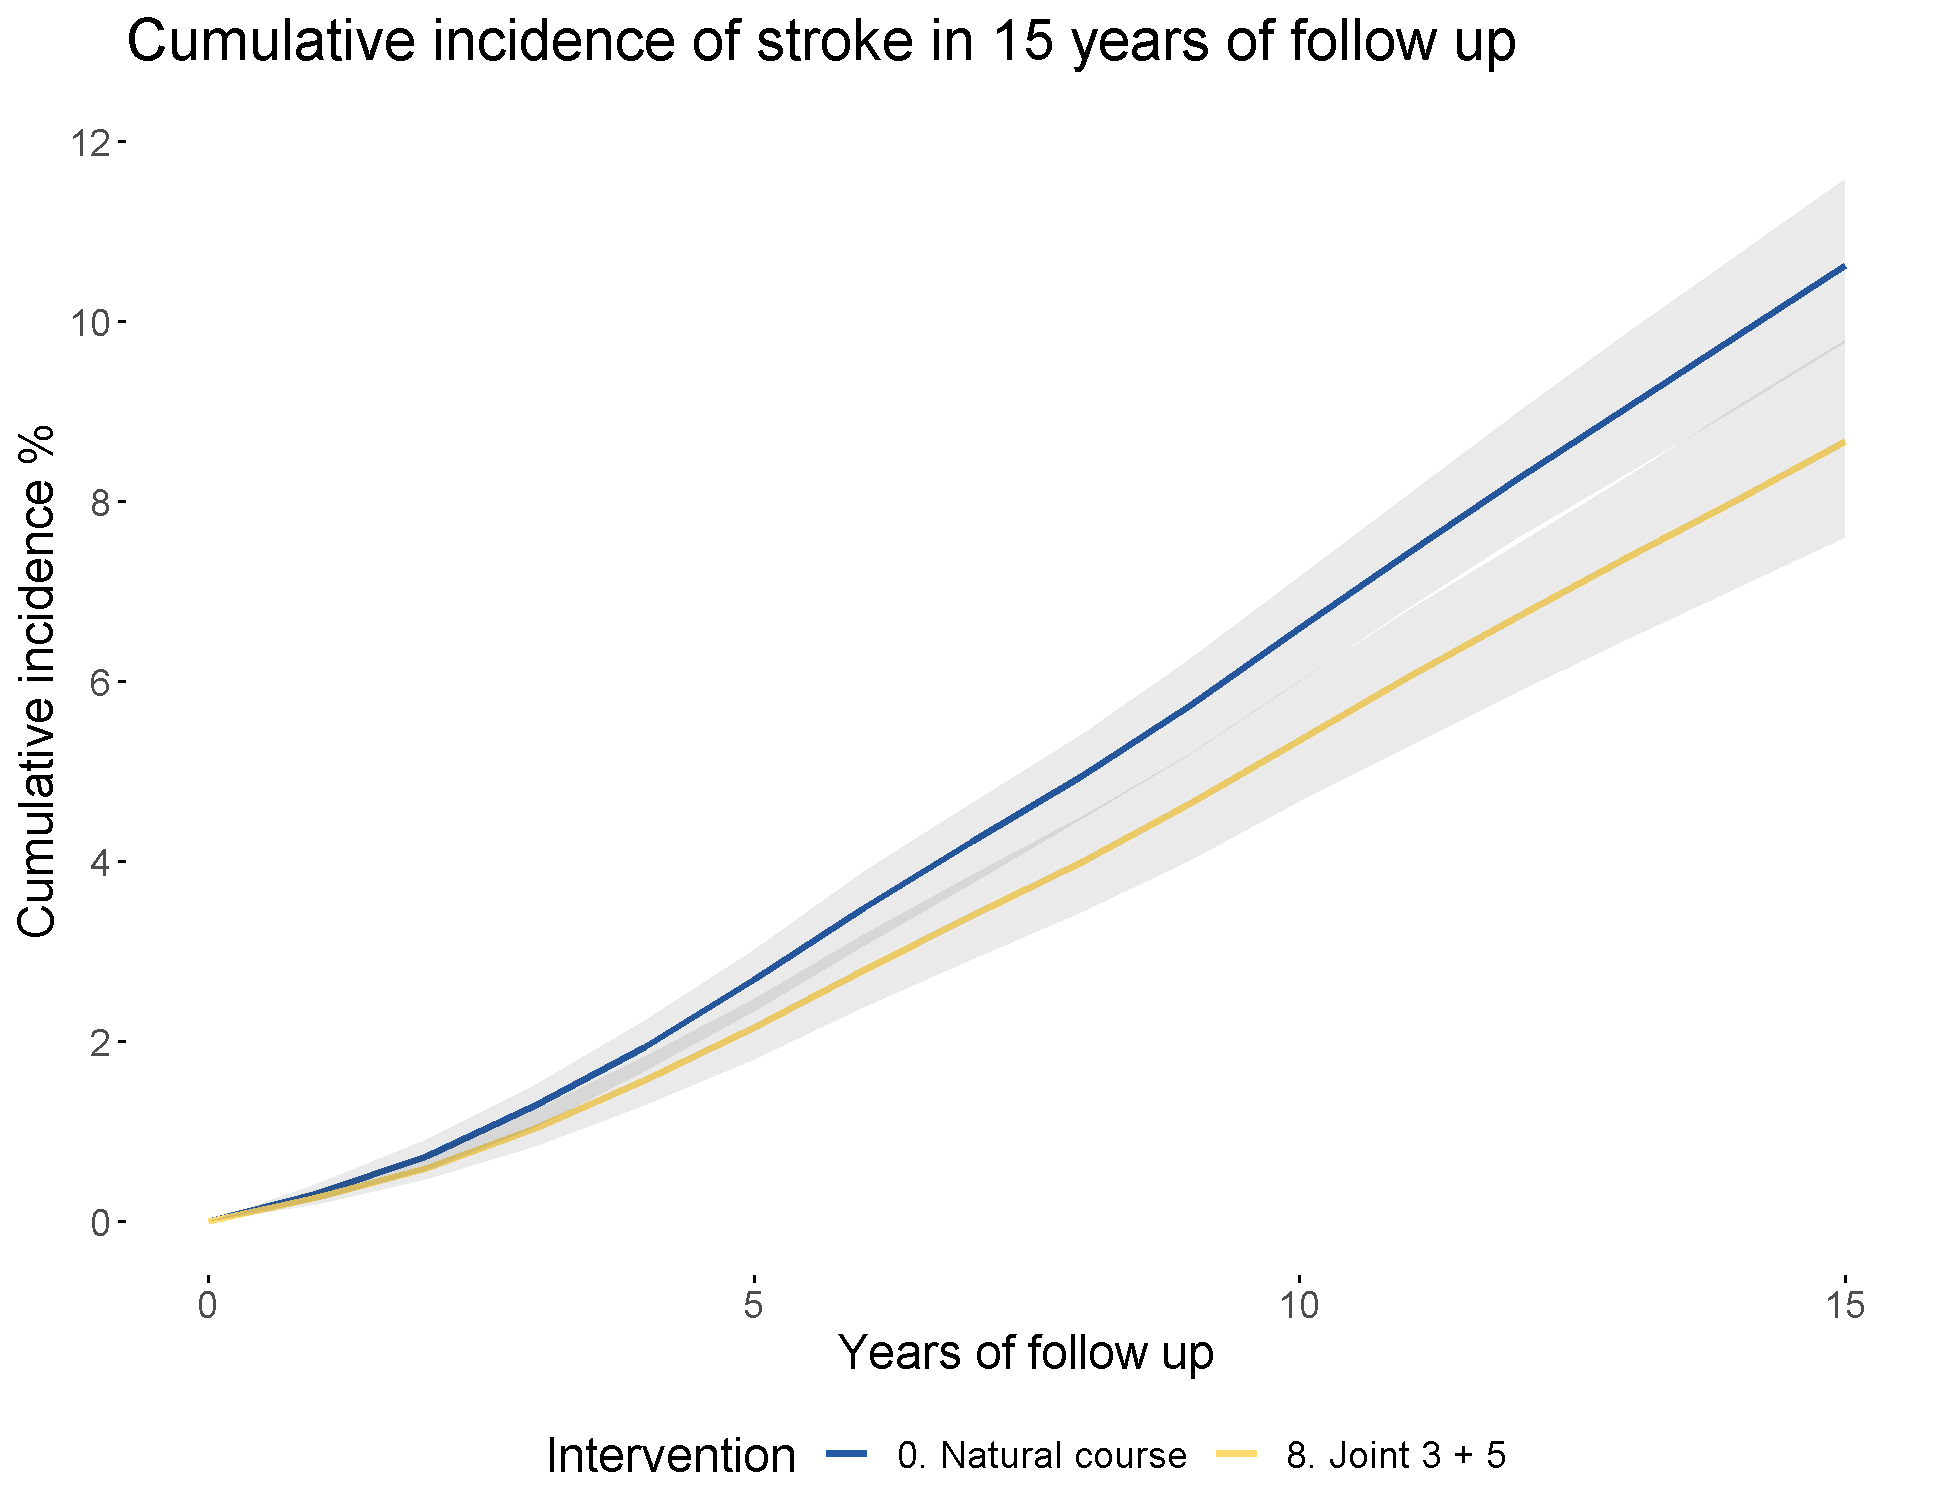 Cumulative incidence of stroke in 15 years of follow up
Cumulative incidence %
12
10
8
6
4
2
0
0 5 10 15
Years of follow up
Intervention 0. Natural course 8. Joint 3 + 5